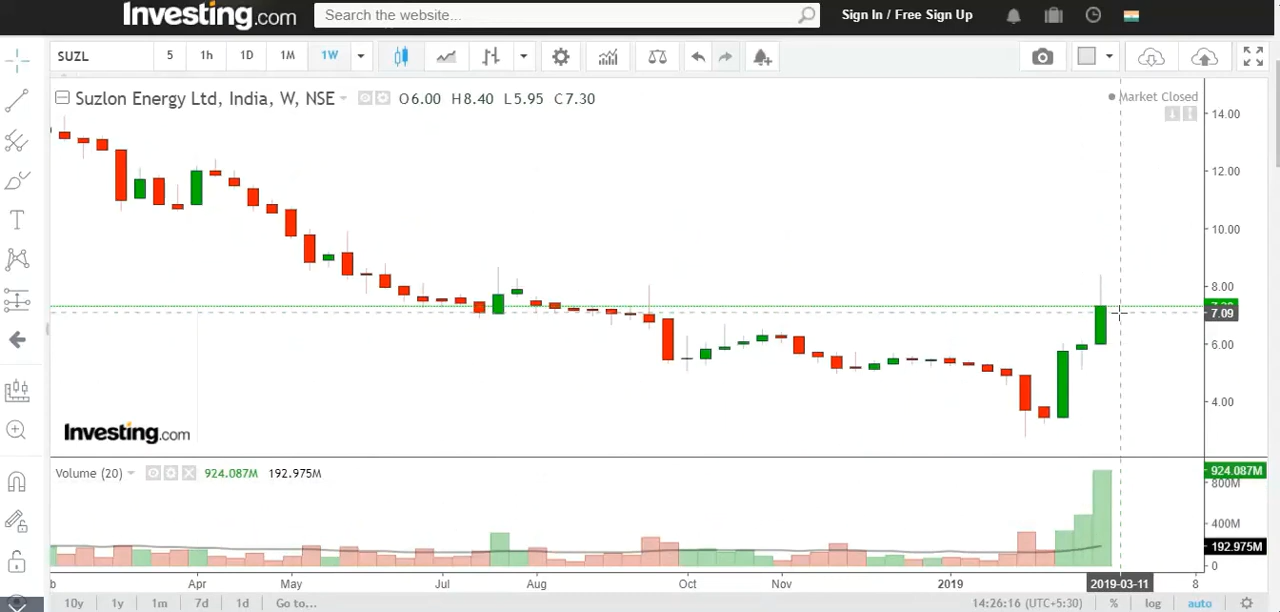 Investing.com
Search the website...
Sign In / Free Sign Up
SUZL
5
1h
1D
1M
1W
Suzlon Energy Ltd, India, W, NSE
O6.00 H8.40 L5.95 C7.30
Market Closed
14.00
12.00
10.00
8.00
7.09
6.00
4.00
Investing.com
Volume (20)
924.087M
192.975M
924.087M
800M
400M
192.975M
0
Apr
May
Jul
Aug
Oct
Nov
2019
2019-03-11
8
10y
1y
1m
7d
1d
Go to...
14:26:16 (UTC+5:30)
%
log
auto